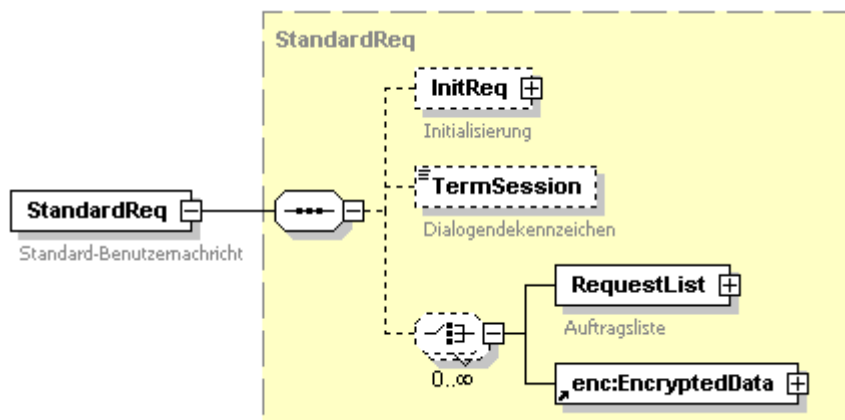 StandardReq
InitReq
Initialisierung
TermSession
Dialogendekennzeichen
StandardReq
Standard-Benutzernachricht
RequestList
Auftragsliste
0..∞
enc:EncryptedData